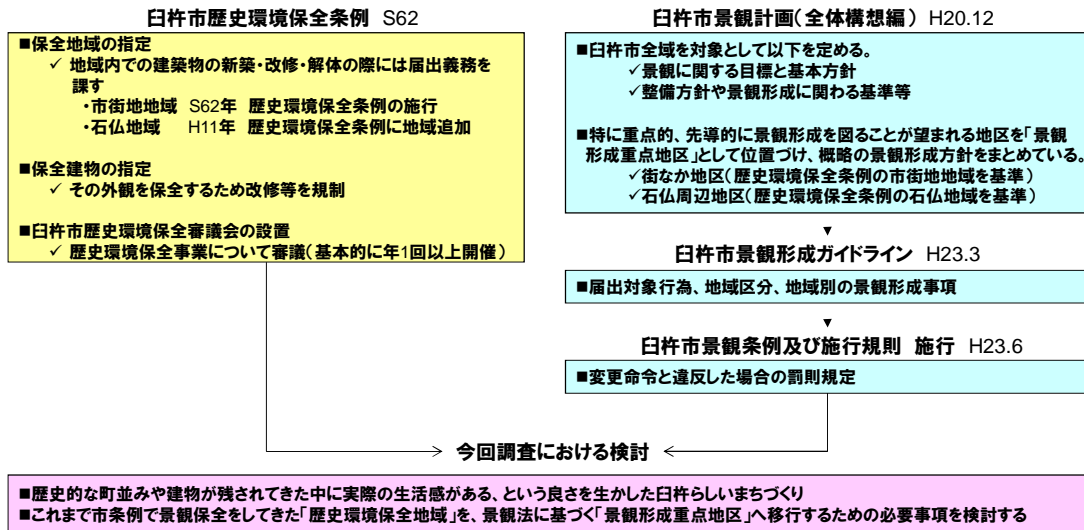 臼杵市歴史環境保全条例 S62
■保全地域の指定
✓ 地域内での建築物の新築・改修・解体の際には届出義務を
課す
・市街地地域 S62年 歴史環境保全条例の施行
・石仏地域 H11年 歴史環境保全条例に地域追加
■保全建物の指定
✓ その外観を保全するため改修等を規制
■臼杵市歴史環境保全審議会の設置
✓ 歴史環境保全事業について審議(基本的に年1回以上開催)
臼杵市景観計画(全体構想編) H20.12
■臼杵市全域を対象として以下を定める。
✓景観に関する目標と基本方針
✓整備方針や景観形成に関わる基準等
■特に重点的、先導的に景観形成を図ることが望まれる地区を「景観
形成重点地区」として位置づけ、概略の景観形成方針をまとめている。
✓街なか地区(歴史環境保全条例の市街地地域を基準)
✓石仏周辺地区(歴史環境保全条例の石仏地域を基準)
臼杵市景観形成ガイドライン H23.3
■届出対象行為、地域区分、地域別の景観形成事項
臼杵市景観条例及び施行規則 施行 H23.6
■変更命令と違反した場合の罰則規定
今回調査における検討
■歴史的な町並みや建物が残されてきた中に実際の生活感がある、という良さを生かした臼杵らしいまちづくり
■これまで市条例で景観保全をしてきた「歴史環境保全地域」を、景観法に基づく「景観形成重点地区」へ移行するための必要事項を検討する